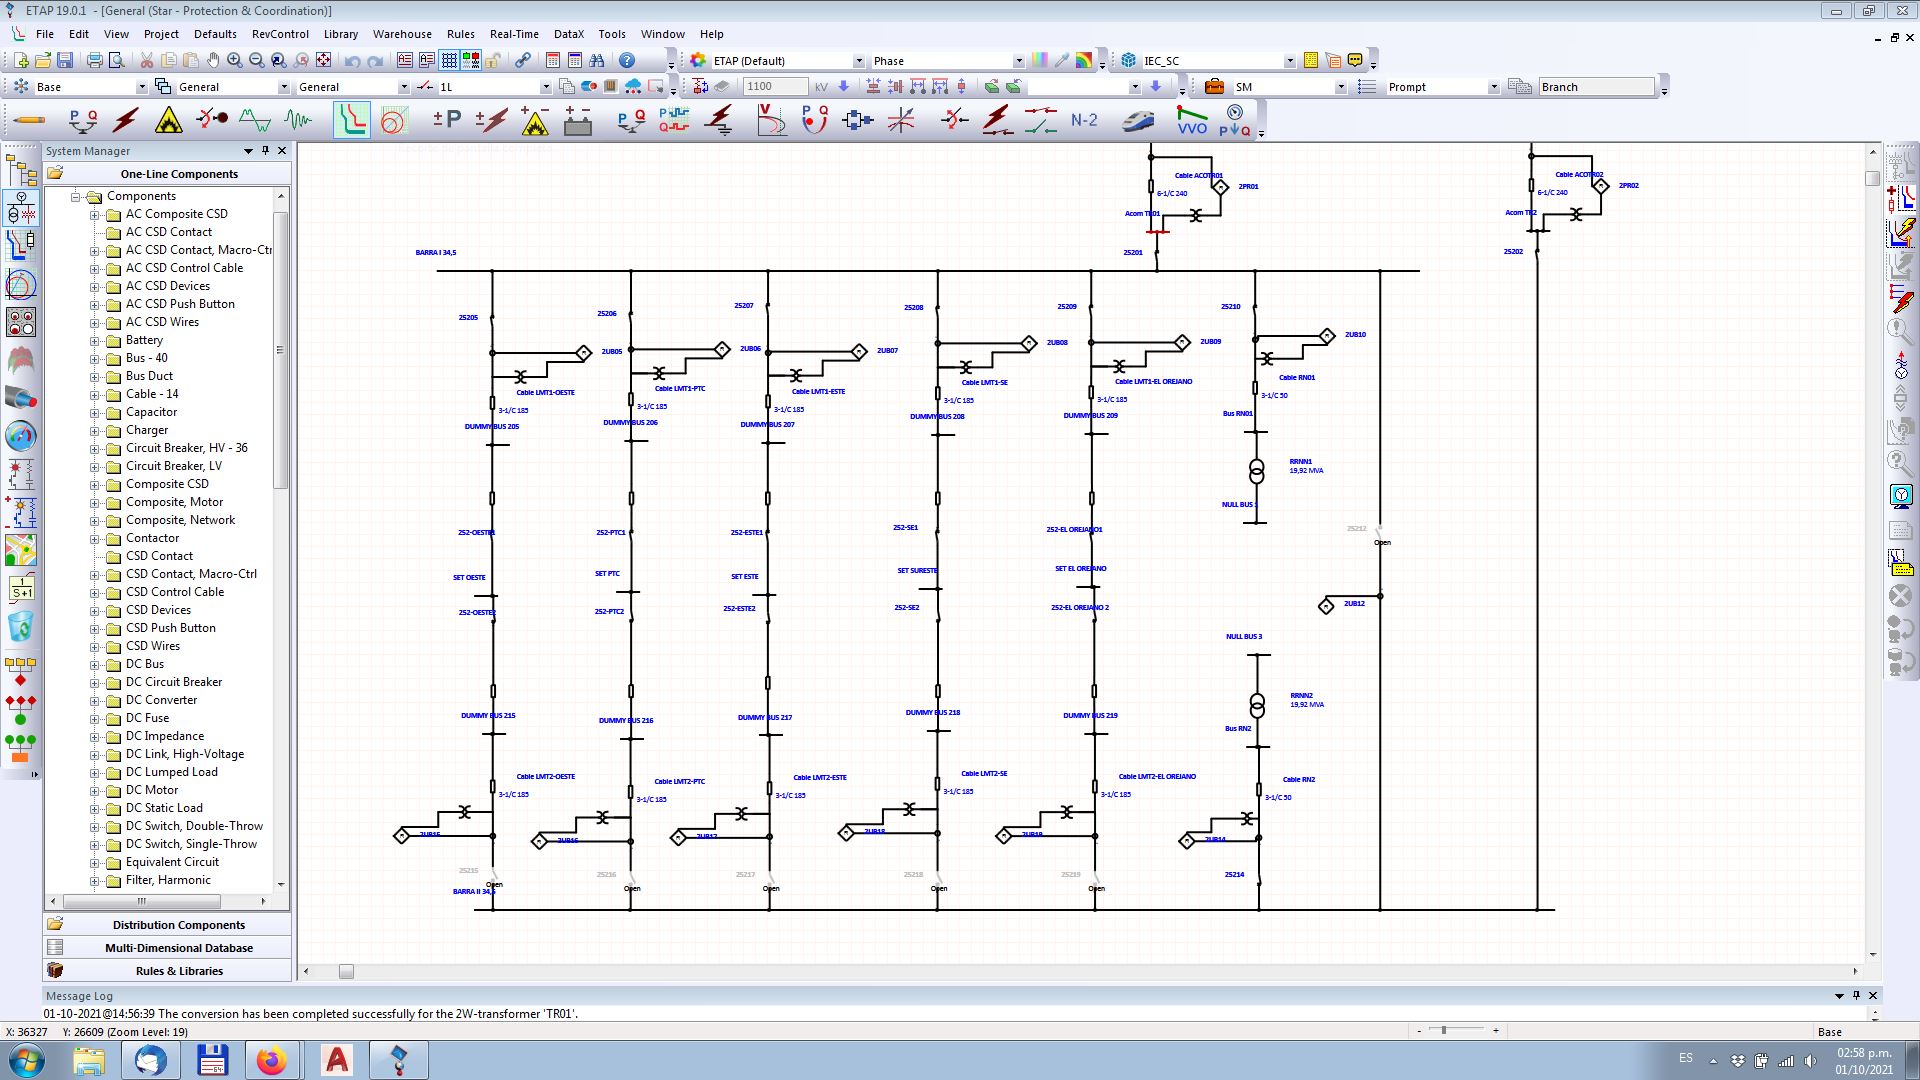 ETAP 19.0.1 - [General (Star - Protection & Coordination)]
File Edit View Project Defaults RevControl Library Warehouse Rules Real-Time DataX Tools Window Help
ETAP (Default) Phase IEC_SC
Base General General 1L 1100 kV SM Prompt Branch
N-2 VVO
System Manager
One-Line Components
Components
AC Composite CSD
AC CSD Contact
AC CSD Contact, Macro-Ctr
AC CSD Control Cable
AC CSD Devices
AC CSD Push Button
AC CSD Wires
Battery
Bus - 40
Bus Duct
Cable - 14
Capacitor
Charger
Circuit Breaker, HV - 36
Circuit Breaker, LV
Composite CSD
Composite, Motor
Composite, Network
Contactor
CSD Contact
CSD Contact, Macro-Ctrl
CSD Control Cable
CSD Devices
CSD Push Button
CSD Wires
DC Bus
DC Circuit Breaker
DC Converter
DC Fuse
DC Impedance
DC Link, High-Voltage
DC Lumped Load
DC Motor
DC Static Load
DC Switch, Double-Throw
DC Switch, Single-Throw
Equivalent Circuit
Filter, Harmonic
Distribution Components
Multi-Dimensional Database
Rules & Libraries
Cable ACOTR01 Cable ACOTR02
6-1/C 240 2PR01 6-1/C 240 2PR02
Acom TR01 Acom TR2
BARRA I 34,5 25201 25202
25205 25206 25207 25208 25209 25210
2UB05 2UB06 2UB07 2UB08 2UB09 2UB10
Cable LMT1-OESTE Cable LMT1-PTC Cable LMT1-ESTE Cable LMT1-SE Cable LMT1-EL OREJANO Cable RN01
3-1/C 185 3-1/C 185 3-1/C 185 3-1/C 185 3-1/C 185 3-1/C 50
DUMMY BUS 205 DUMMY BUS 206 DUMMY BUS 207 DUMMY BUS 208 DUMMY BUS 209 Bus RN01
RRNN1
19,92 MVA
NULL BUS
252-OESTE1 252-PTC1 252-ESTE1 252-SE1 252-EL OREJANO1 25212
Open
SET OESTE SET PTC SET ESTE SET SURESTE SET EL OREJANO
252-OESTE2 252-PTC2 252-ESTE2 252-SE2 252-EL OREJANO 2 2UB12
NULL BUS 3
RRNN2
19,92 MVA
DUMMY BUS 215 DUMMY BUS 216 DUMMY BUS 217 DUMMY BUS 218 DUMMY BUS 219 Bus RN2
Cable LMT2-OESTE Cable LMT2-PTC Cable LMT2-ESTE Cable LMT2-SE Cable LMT2-EL OREJANO Cable RN2
3-1/C 185 3-1/C 185 3-1/C 185 3-1/C 185 3-1/C 185 3-1/C 50
2UB15 2UB16 2UB17 2UB18 2UB19 2UB14
25215 25216 25217 25218 25219 25214
Open Open Open Open Open
BARRA II 34,5
Message Log
01-10-2021@14:56:39 The conversion has been completed successfully for the 2W-transformer 'TR01'.
X: 36327 Y: 26609 (Zoom Level: 19) Base
ES 02:58 p.m.
01/10/2021